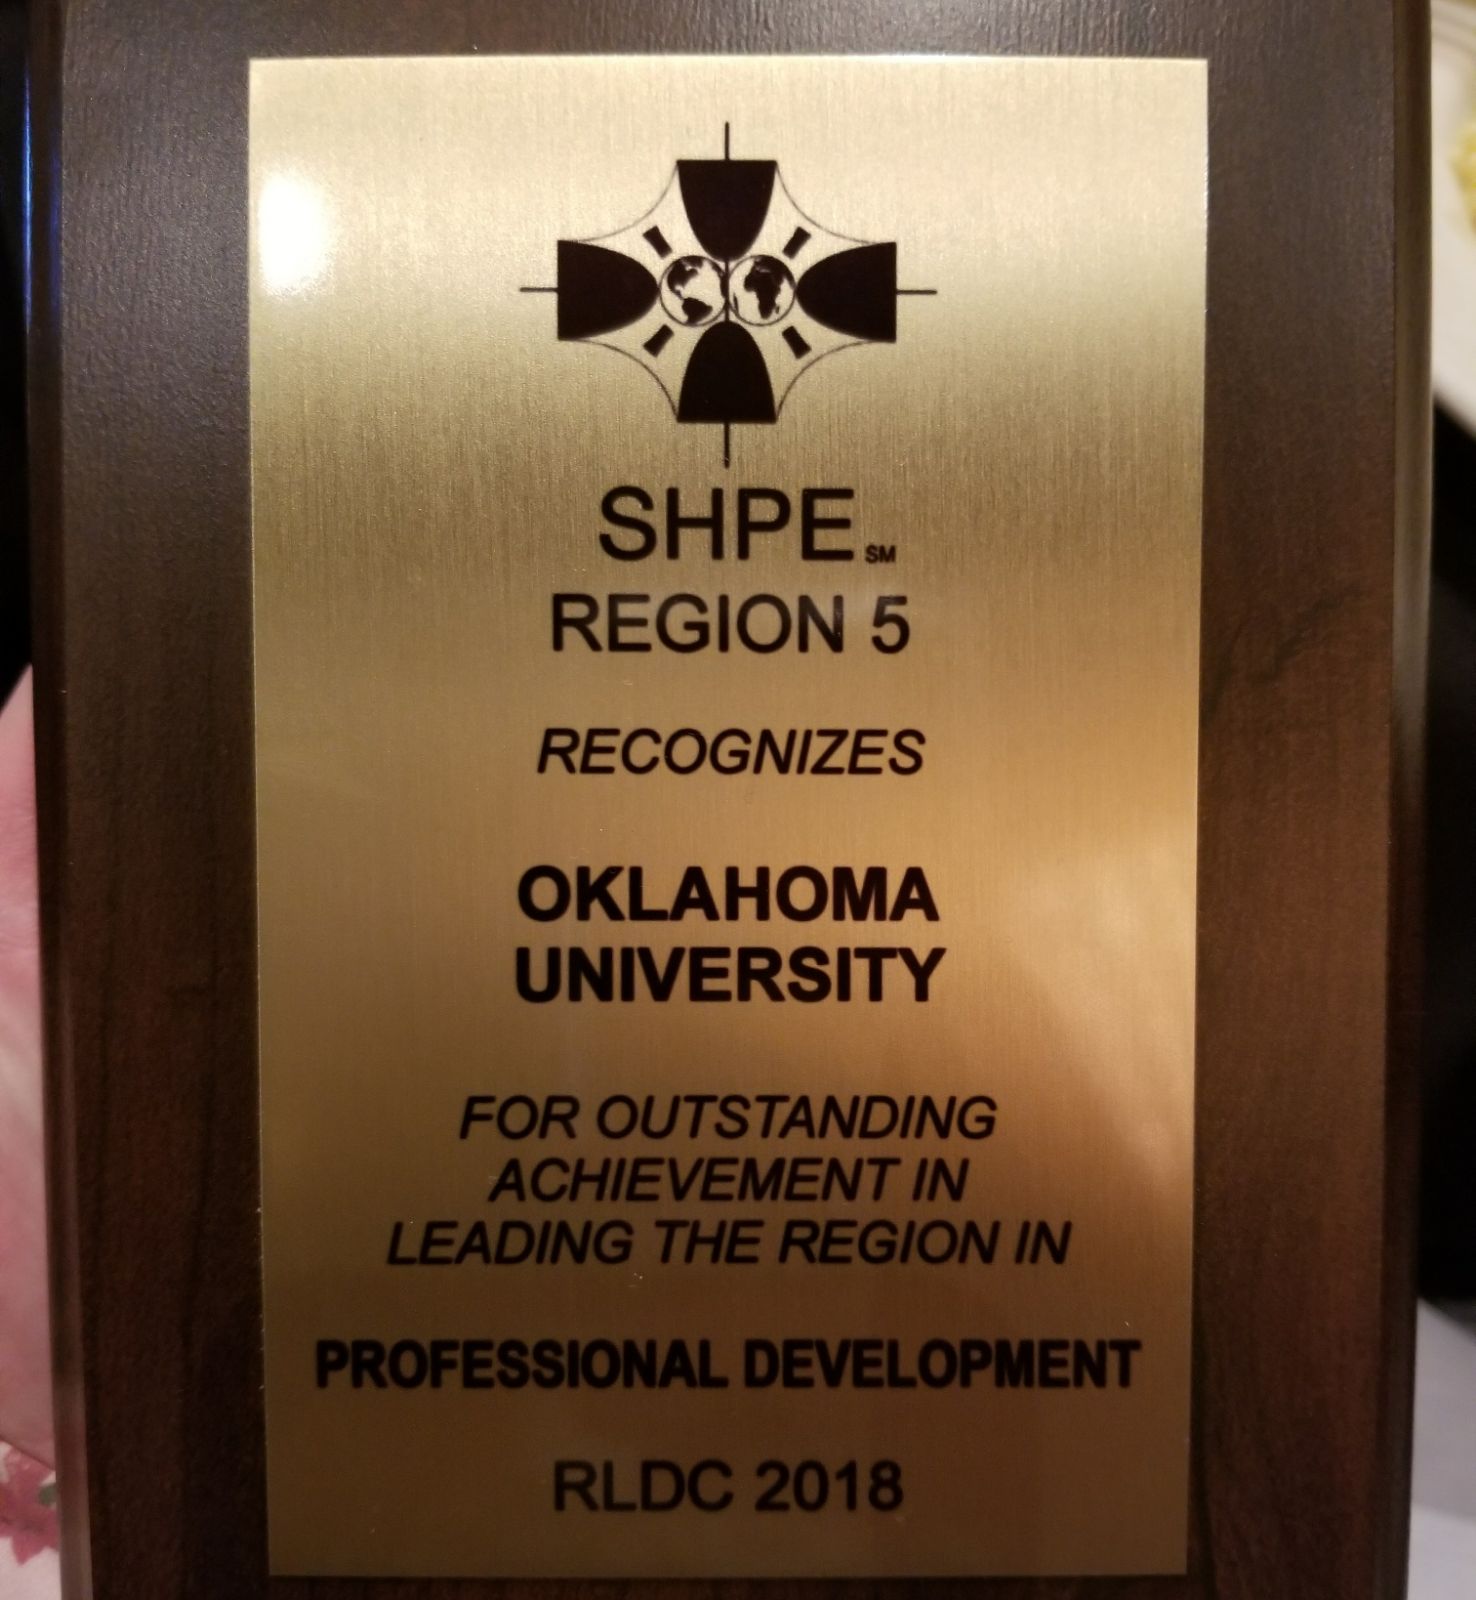 SHPE SM
REGION 5
RECOGNIZES
OKLAHOMA
UNIVERSITY
FOR OUTSTANDING
ACHIEVEMENT IN
LEADING THE REGION IN
PROFESSIONAL DEVELOPMENT
RLDC 2018